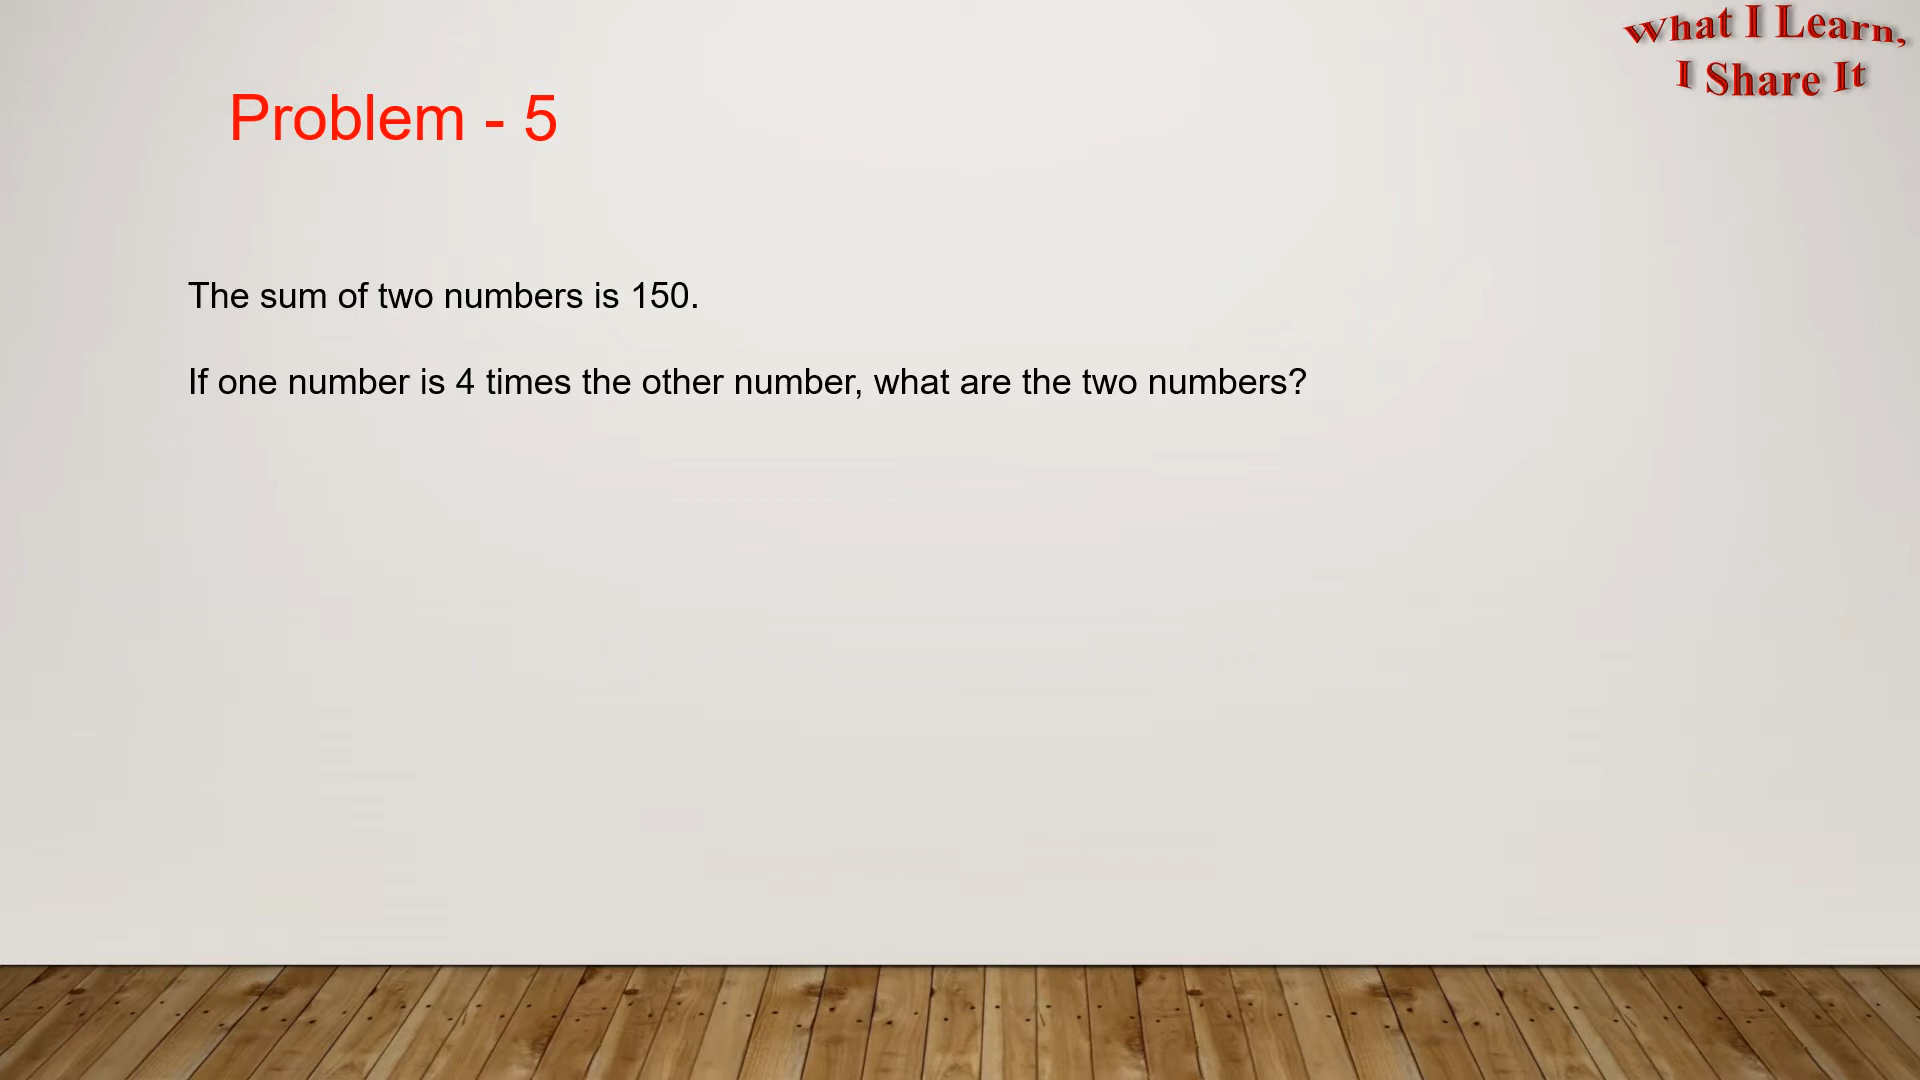 What I Learn,
I Share It
Problem - 5
The sum of two numbers is 150.
If one number is 4 times the other number, what are the two numbers?